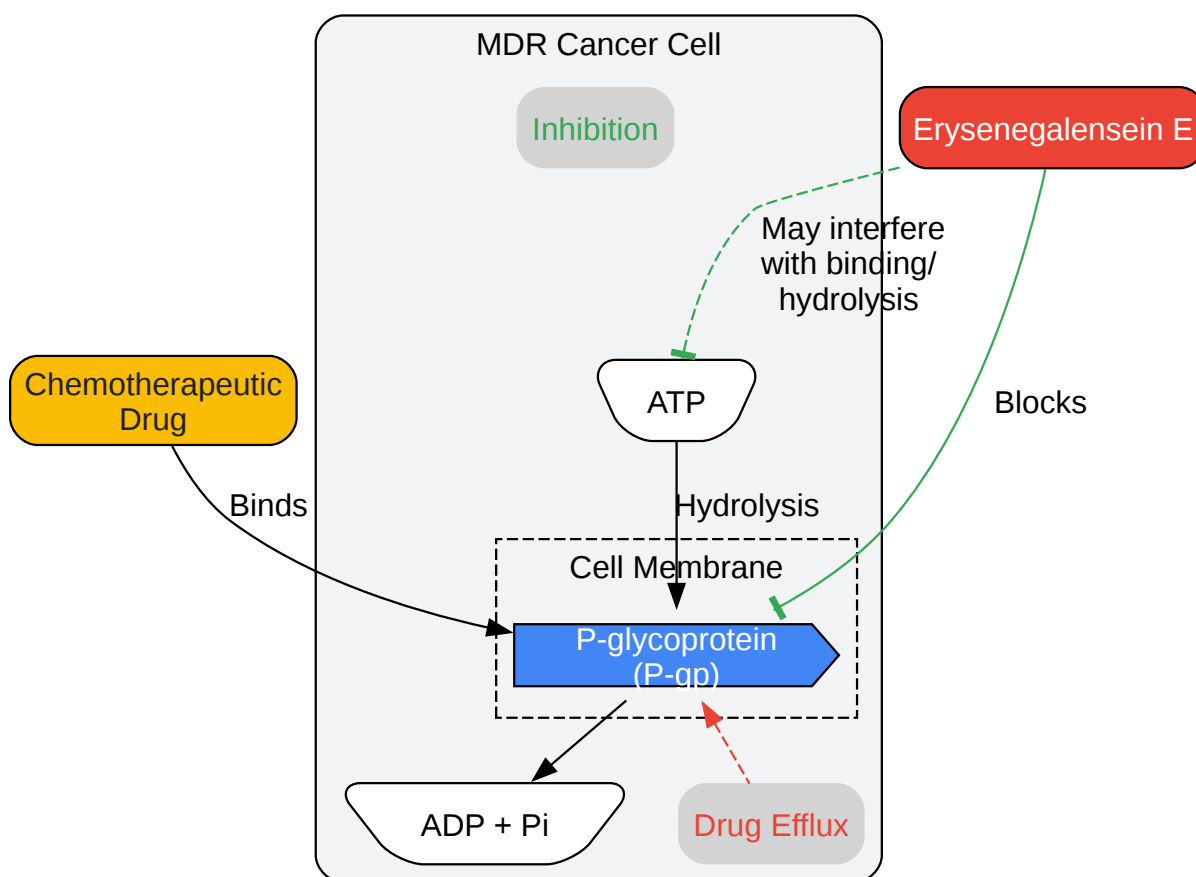 MDR Cancer Cell
Inhibition
Erysenegalensein E
May interfere
with binding/
hydrolysis
Chemotherapeutic
Drug
ATP
Blocks
Binds
Hydrolysis
Cell Membrane
P-glycoprotein
(P-gp)
ADP + Pi
Drug Efflux